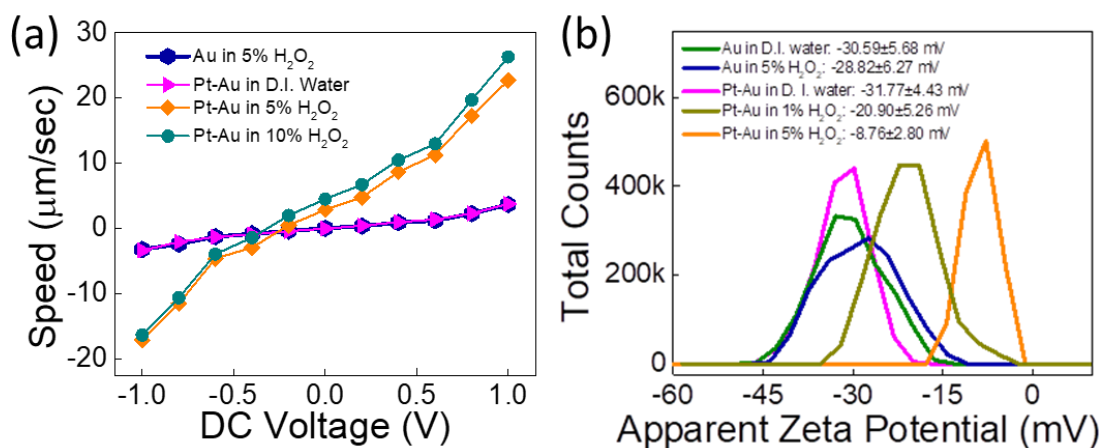 (a)
30
20
10
0
-10
-20
Speed (μm/sec)
Au in 5% H₂O₂
Pt-Au in D.I. Water
Pt-Au in 5% H₂O₂
Pt-Au in 10% H₂O₂
-1.0 -0.5 0.0 0.5 1.0
DC Voltage (V)
(b)
600k
400k
200k
0
Total Counts
Au in D.I. water: -30.59±5.68 mV
Au in 5% H₂O₂: -28.82±6.27 mV
Pt-Au in D.I. water: -31.77±4.43 mV
Pt-Au in 1% H₂O₂: -20.90±5.26 mV
Pt-Au in 5% H₂O₂: -8.76±2.80 mV
-60 -45 -30 -15 0
Apparent Zeta Potential (mV)